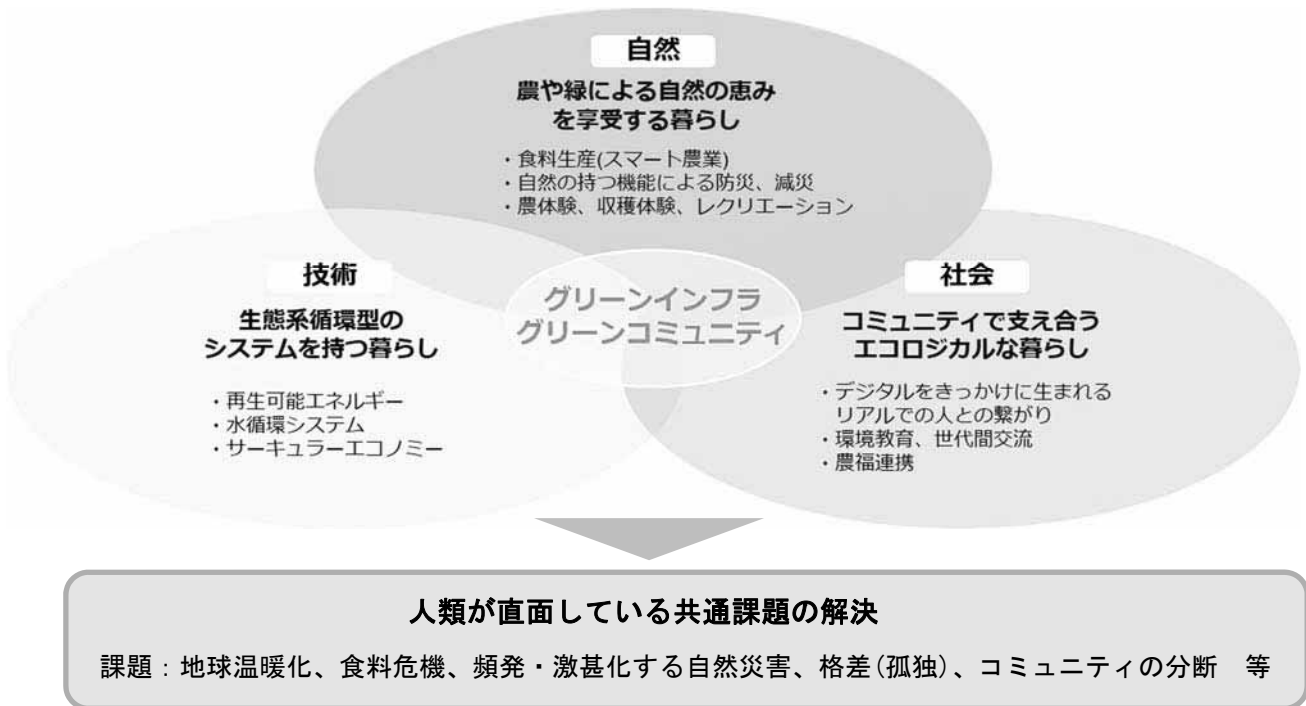 自然
農や緑による自然の恵み
を享受する暮らし
・食料生産(スマート農業)
・自然の持つ機能による防災、減災
・農体験、収穫体験、レクリエーション
技術
生態系循環型の
システムを持つ暮らし
・再生可能エネルギー
・水循環システム
・サーキュラーエコノミー
グリーンインフラ
グリーンコミュニティ
社会
コミュニティで支え合う
エコロジカルな暮らし
・デジタルをきっかけに生まれる
リアルでの人との繋がり
・環境教育、世代間交流
・農福連携
人類が直面している共通課題の解決
課題：地球温暖化、食料危機、頻発・激甚化する自然災害、格差(孤独)、コミュニティの分断　等